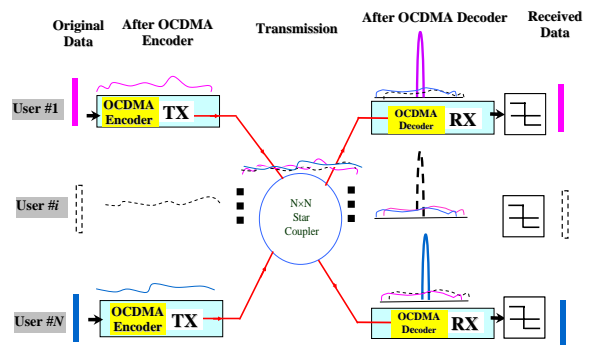 Original
Data
After OCDMA
Encoder
Transmission
After OCDMA Decoder
Received
Data
User #1
OCDMA
Encoder
TX
OCDMA
Decoder
RX
User #i
N×N
Star
Coupler
User #N
OCDMA
Encoder
TX
OCDMA
Decoder
RX